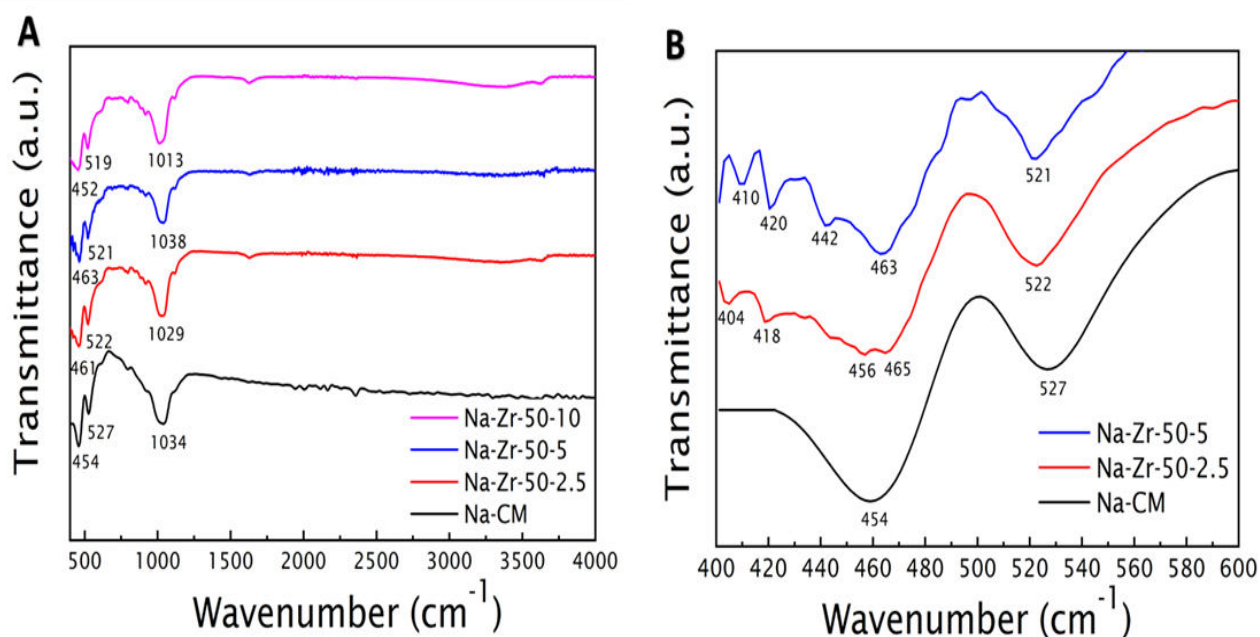 A
Transmittance (a.u.)
519
452
1013
521
463
1038
522
461
1029
527
454
1034
Na-Zr-50-10
Na-Zr-50-5
Na-Zr-50-2.5
Na-CM
500 1000 1500 2000 2500 3000 3500 4000
Wavenumber (cm⁻¹)
B
Transmittance (a.u.)
410
420
442
463
521
404
418
456
465
522
454
527
Na-Zr-50-5
Na-Zr-50-2.5
Na-CM
400 420 440 460 480 500 520 540 560 580 600
Wavenumber (cm⁻¹)